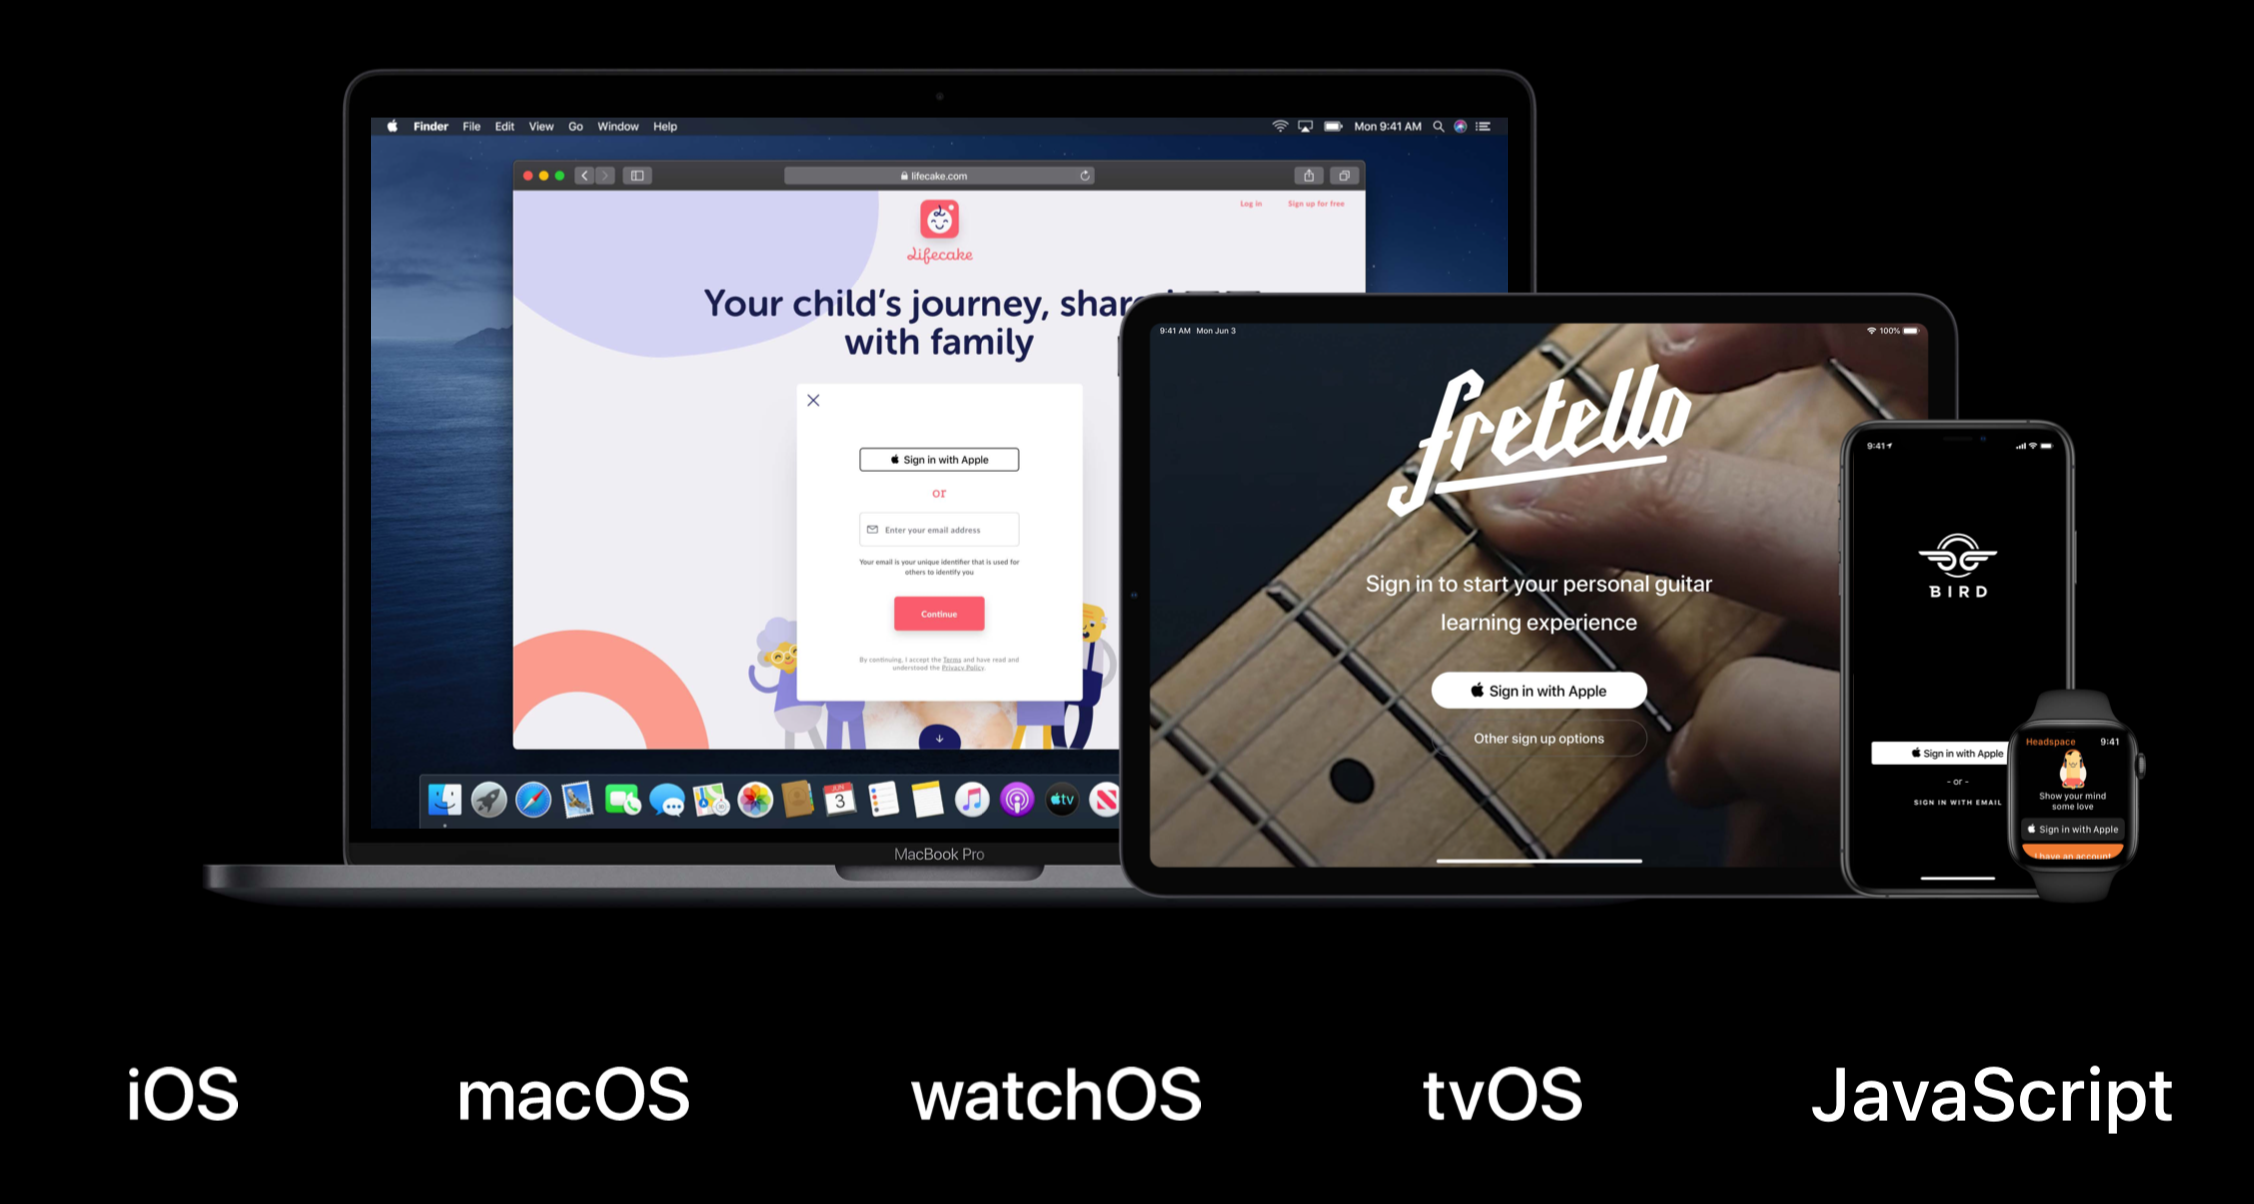 Finder File Edit View Go Window Help
Mon 9:41 AM
lifecake.com
Log in Sign up for free
Lifecake
Your child's journey, shar
with family
Sign in with Apple
or
Enter your email address
Your email is your unique identifier that is used for
others to identify you
Continue
By continuing, I accept the Terms and have read and
understood the Privacy Policy.
JUN
3
tv
MacBook Pro
9:41 AM Mon Jun 3
100%
fretello
Sign in to start your personal guitar
learning experience
Sign in with Apple
Other sign up options
9:41
BIRD
Sign in with Apple
- or -
SIGN IN WITH EMAIL
Headspace 9:41
Show your mind
some love
Sign in with Apple
I have an account
iOS macOS watchOS tvOS JavaScript